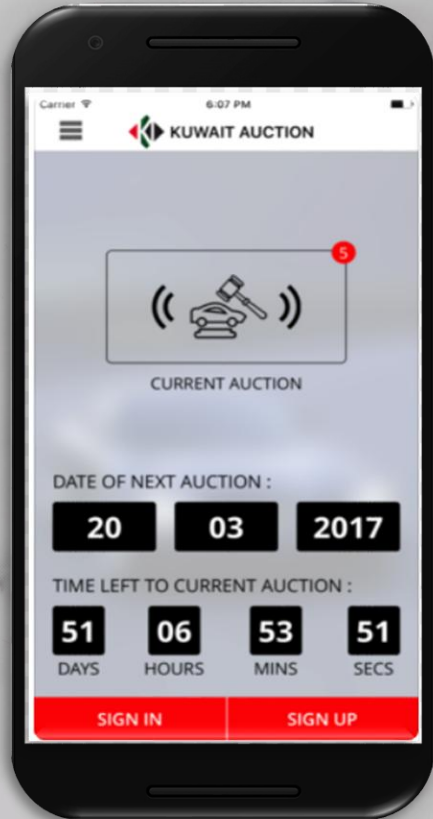 Carrier 6:07 PM
KUWAIT AUCTION
5
CURRENT AUCTION
DATE OF NEXT AUCTION :
20 03 2017
TIME LEFT TO CURRENT AUCTION :
51 06 53 51
DAYS HOURS MINS SECS
SIGN IN SIGN UP